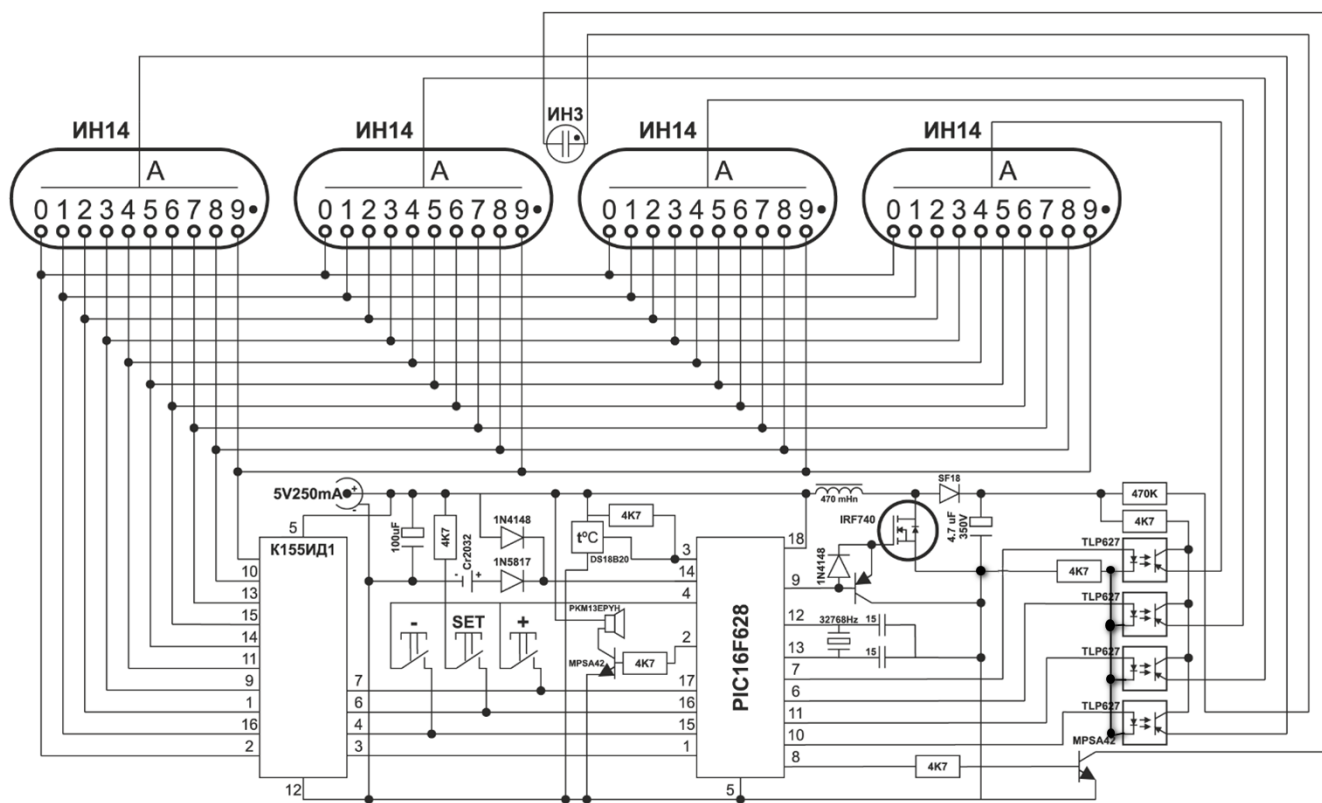 ИН3
ИН14 ИН14 ИН14 ИН14
A A A A
0 1 2 3 4 5 6 7 8 9 0 1 2 3 4 5 6 7 8 9 0 1 2 3 4 5 6 7 8 9 0 1 2 3 4 5 6 7 8 9
5V250mA
+
-
5
К155ИД1
10
13
15
14
11
9
1
16
2
7
6
4
3
12
100uF
4K7
Cr2032
- +
1N4148
1N5817
t°C
DS18B20
4K7
PKM13EPYH
MPSA42
4K7
- SET +
PIC16F628
3
14
4
2
17
16
15
1
5
18
9
12
13
7
6
11
10
8
470 mHn
IRF740
1N4148
SF18
4.7 uF
350V
32768Hz
15
15
470K
4K7
4K7
TLP627
TLP627
TLP627
TLP627
MPSA42
4K7